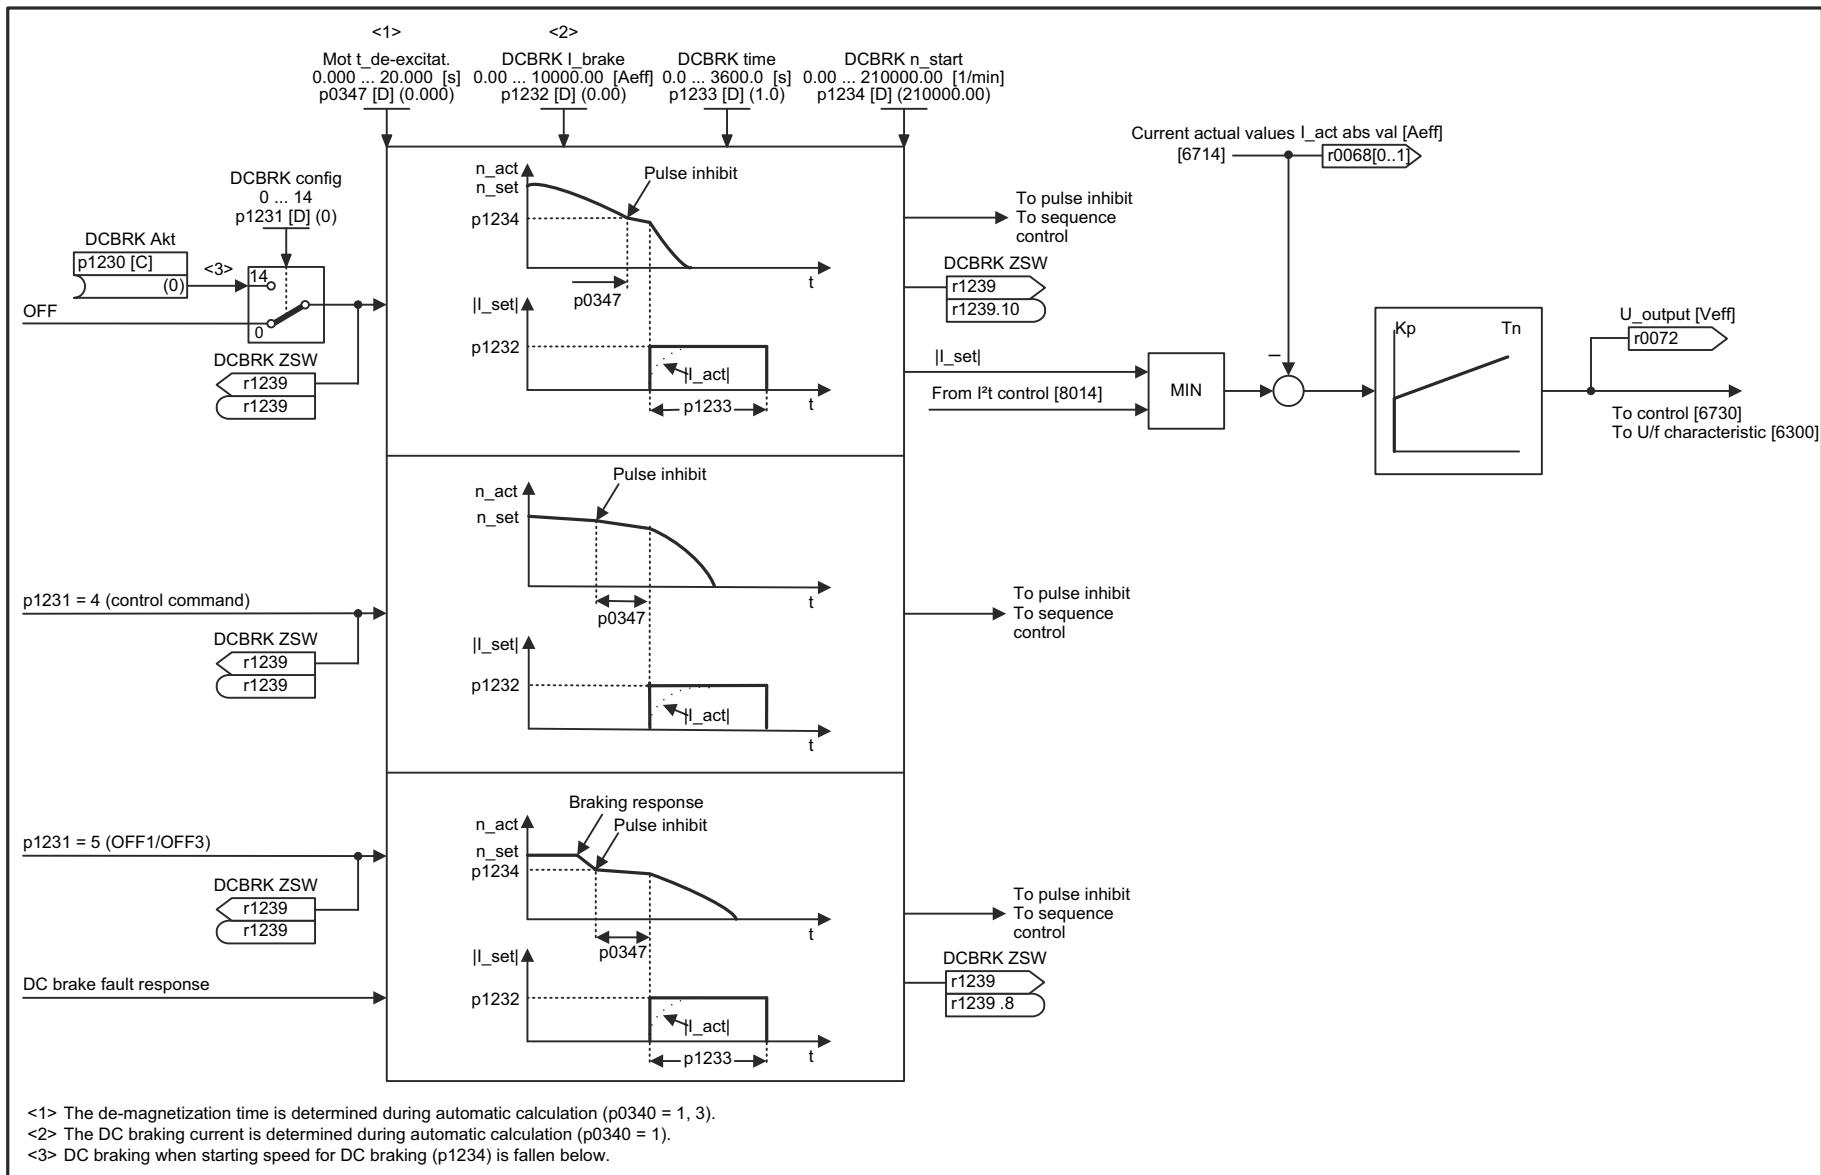 <1>
Mot t_de-excitat.
0.000 ... 20.000 [s]
p0347 [D] (0.000)
<2>
DCBRK I_brake
0.00 ... 10000.00 [Aeff]
p1232 [D] (0.00)
DCBRK time
0.0 ... 3600.0 [s]
p1233 [D] (1.0)
DCBRK n_start
0.00 ... 210000.00 [1/min]
p1234 [D] (210000.00)
Current actual values
[6714]
I_act abs val [Aeff]
r0068[0..1]
DCBRK config
0 ... 14
p1231 [D] (0)
DCBRK Akt
p1230 [C]
(0)
<3>
14
0
OFF
DCBRK ZSW
r1239
r1239
n_act
n_set
p1234
Pulse inhibit
t
p0347
|I_set|
p1232
|I_act|
p1233
t
To pulse inhibit
To sequence
control
DCBRK ZSW
r1239
r1239.10
|I_set|
From I²t control [8014]
MIN
–
Kp
Tn
U_output [Veff]
r0072
To control [6730]
To U/f characteristic [6300]
p1231 = 4 (control command)
DCBRK ZSW
r1239
r1239
Pulse inhibit
n_act
n_set
t
p0347
|I_set|
p1232
|I_act|
t
To pulse inhibit
To sequence
control
p1231 = 5 (OFF1/OFF3)
DCBRK ZSW
r1239
r1239
DC brake fault response
Braking response
Pulse inhibit
n_act
n_set
p1234
t
p0347
|I_set|
p1232
|I_act|
p1233
t
To pulse inhibit
To sequence
control
DCBRK ZSW
r1239
r1239 .8
<1> The de-magnetization time is determined during automatic calculation (p0340 = 1, 3).
<2> The DC braking current is determined during automatic calculation (p0340 = 1).
<3> DC braking when starting speed for DC braking (p1234) is fallen below.